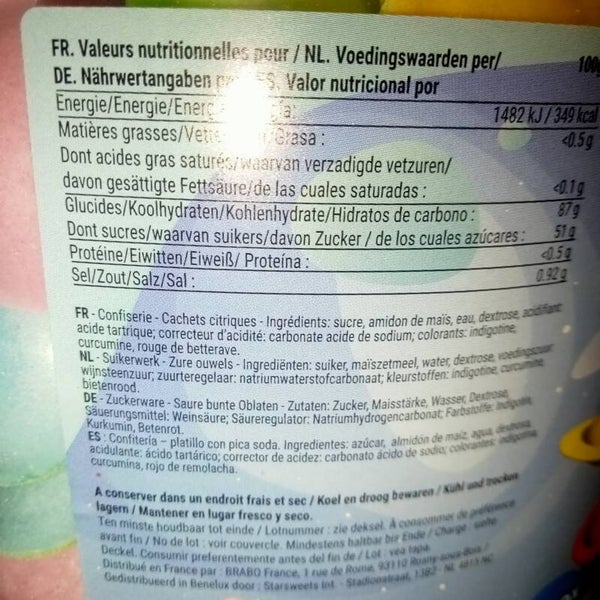 FR. Valeurs nutritionnelles pour / NL. Voedingswaarden per/ 100g
DE. Nährwertangaben ES. Valor nutricional por
Energie/Energie/Energ 1482 kJ / 349 kcal
Matières grasses/Vette Grasa : <0.5g
Dont acides gras saturés/waarvan verzadigde vetzuren/
davon gesättigte Fettsäure/de las cuales saturadas : <0.1g
Glucides/Koolhydraten/Kohlenhydrate/Hidratos de carbono : 87g
Dont sucres/waarvan suikers/davon Zucker / de los cuales azúcares : 51g
Protéine/Eiwitten/Eiweiß/ Proteína : <0.5g
Sel/Zout/Salz/Sal : 0.92g
FR - Confiserie - Cachets citriques - Ingrédients: sucre, amidon de maïs, eau, dextrose, acidifiant:
acide tartrique; correcteur d'acidité: carbonate acide de sodium; colorants: indigotine,
curcumine, rouge de betterave.
NL - Suikerwerk - Zure ouwels - Ingrediënten: suiker, maïszetmeel, water, dextrose, voedingszuur:
wijnsteenzuur; zuurteregelaar: natriumwaterstofcarbonaat; kleurstoffen: indigotine, curcumine,
bietenrood.
DE - Zuckerware - Saure bunte Oblaten - Zutaten: Zucker, Maisstärke, Wasser, Dextrose,
Säuerungsmittel: Weinsäure; Säureregulator: Natriumhydrogencarbonat; Farbstoffe: Indigotin,
Kurkumin, Betenrot.
ES : Confitería – platillo con pica soda. Ingredientes: azúcar, almidón de maíz, agua, dextrosa,
acidulante: ácido tartárico; corrector de acidez: carbonato ácido de sodio; colorantes: indigotina,
curcumina, rojo de remolacha.
A conserver dans un endroit frais et sec / Koel en droog bewaren / Kühl und trocken
lagern / Mantener en lugar fresco y seco.
Ten minste houdbaar tot einde / Lotnummer : zie deksel. À consommer de préférence
avant fin / No de lot : voir couvercle. Mindestens haltbar bis Ende / Charge : siehe
Deckel. Consumir preferentemente antes del fin de / Lot : vea tapa.
Distribué en France par : BRABO France, 1 rue de Rome, 93110 Rosny-sous-Bois /
Gedistribueerd in Benelux door : Starsweets Int. - Stadionstraat, 1382 - NL 4815 NC